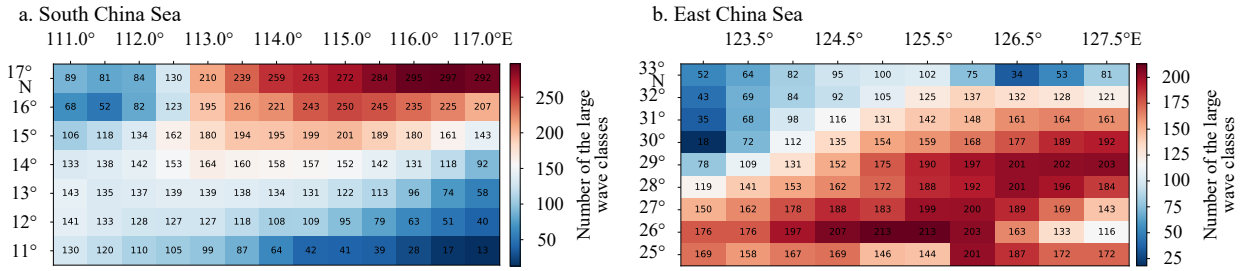 a. South China Sea
111.0° 112.0° 113.0° 114.0° 115.0° 116.0° 117.0°E
17° N 89 81 84 130 210 239 259 263 272 284 295 297 292
16° 68 52 82 123 195 216 221 243 250 245 235 225 207
15° 106 118 134 162 180 194 195 199 201 189 180 161 143
14° 133 138 142 153 164 160 158 157 152 142 131 118 92
13° 143 135 137 139 139 138 134 131 122 113 96 74 58
12° 141 133 128 127 127 118 108 109 95 79 63 51 40
11° 130 120 110 105 99 87 64 42 41 39 28 17 13
250
200
150
100
50
Number of the large
wave classes
b. East China Sea
123.5° 124.5° 125.5° 126.5° 127.5°E
33° N 52 64 82 95 100 102 75 34 53 81
32° 43 69 84 92 105 125 137 132 128 121
31° 35 68 98 116 131 142 148 161 164 161
30° 18 72 112 135 154 159 168 177 189 192
29° 78 109 131 152 175 190 197 201 202 203
28° 119 141 153 162 172 188 192 201 196 184
27° 150 162 178 188 183 199 200 189 169 143
26° 176 176 197 207 213 213 203 163 133 116
25° 169 158 167 169 146 144 201 187 172 172
200
175
150
125
100
75
50
25
Number of the large
wave classes